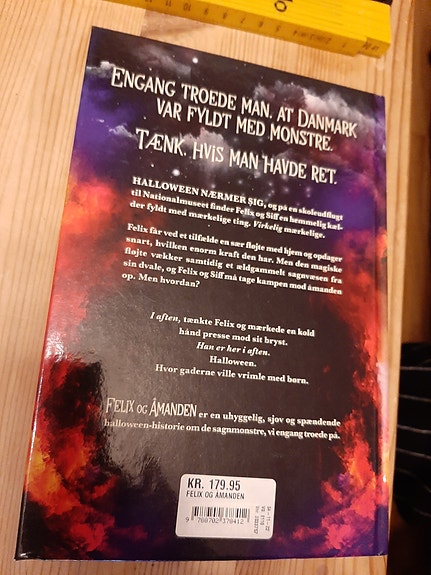 ENGANG TROEDE MAN, AT DANMARK
VAR FYLDT MED MONSTRE.
TÆNK, HVIS MAN HAVDE RET.
HALLOWEEN NÆRMER SIG, og på en skoleudflugt
til Nationalmuseet finder Felix og Siff en hemmelig kæl-
der fyldt med mærkelige ting. Virkelig mærkelige.
Felix får ved et tilfælde en sær fløjte med hjem og opdager
snart, hvilken enorm kraft den har. Men den magiske
fløjte vækker samtidig et ældgammelt sagnvæsen fra
sin dvale, og Felix og Siff må tage kampen mod åmanden
op. Men hvordan?
I aften, tænkte Felix og mærkede en kold
hånd presse mod sit bryst.
Han er her i aften.
Halloween.
Hvor gaderne ville vrimle med børn.
FELIX OG ÅMANDEN er en uhyggelig, sjov og spændende
halloween-historie om de sagnmonstre, vi engang troede på.
KR. 179.95
FELIX OG ÅMANDEN
9 788702 370412